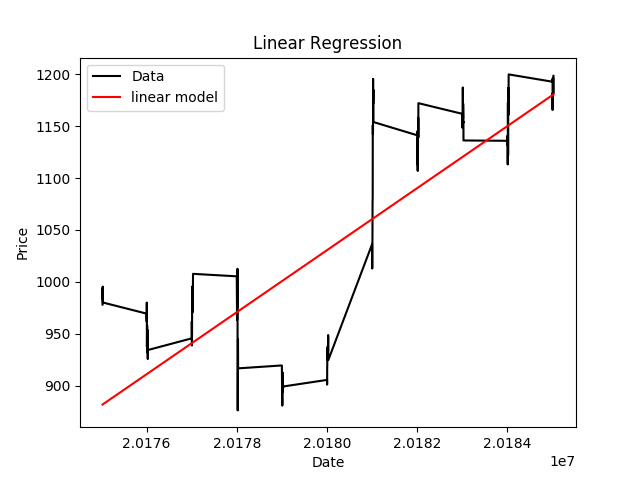 Linear Regression
Data
linear model
1200
1150
1100
1050
1000
950
900
Price
2.0176 2.0178 2.0180 2.0182 2.0184
Date
1e7